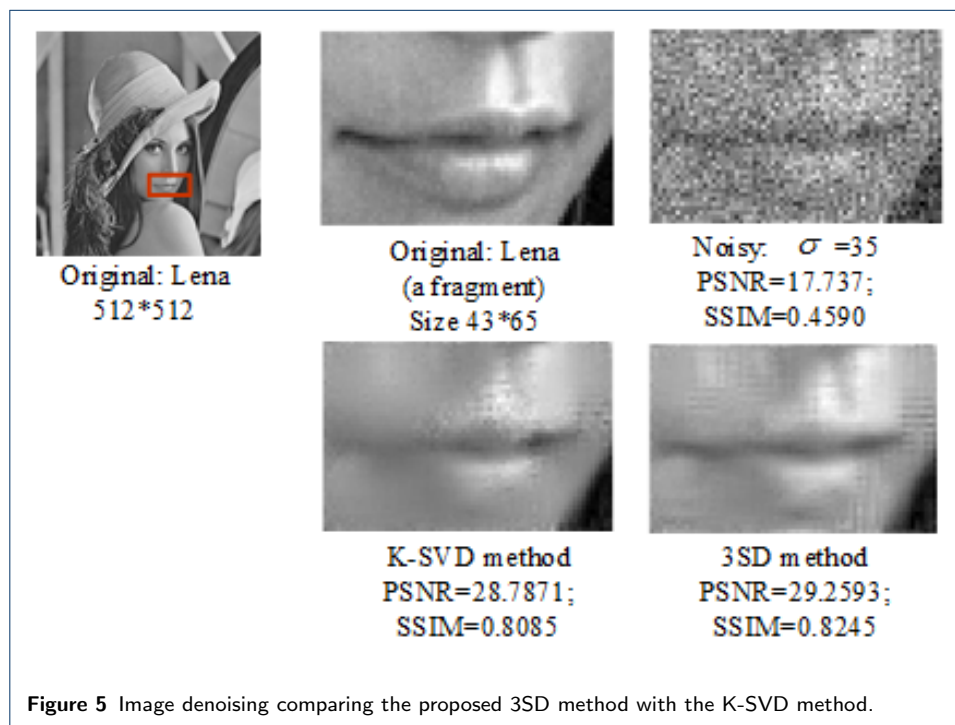 Original: Lena
512*512
Original: Lena
(a fragment)
Size 43*65
Noisy: σ =35
PSNR=17.737;
SSIM=0.4590
K-SVD method
PSNR=28.7871;
SSIM=0.8085
3SD method
PSNR=29.2593;
SSIM=0.8245
Figure 5 Image denoising comparing the proposed 3SD method with the K-SVD method.